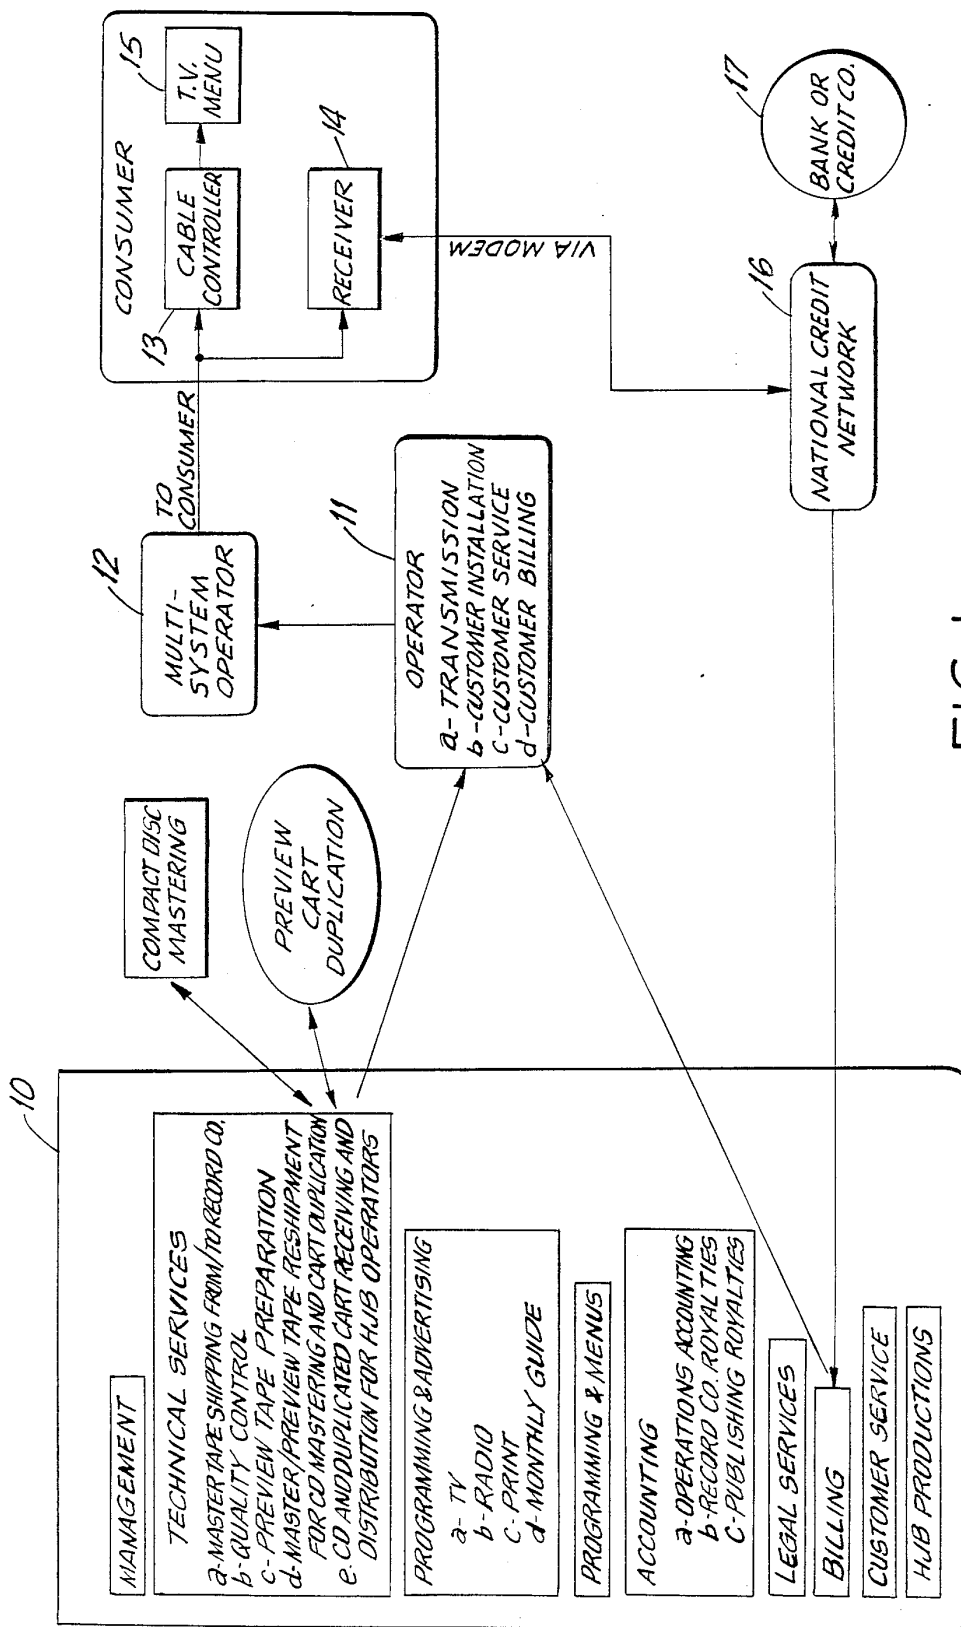 10
MANAGEMENT
TECHNICAL SERVICES
a-MASTER TAPE SHIPPING FROM/TO RECORD CO.
b-QUALITY CONTROL
c-PREVIEW TAPE PREPARATION
d-MASTER/PREVIEW TAPE RESHIPMENT
FOR CD MASTERING AND CART DUPLICATION
e-CD AND DUPLICATED CART RECEIVING AND
DISTRIBUTION FOR HJB OPERATORS
PROGRAMMING & ADVERTISING
a-TV
b-RADIO
c-PRINT
d-MONTHLY GUIDE
PROGRAMMING & MENUS
ACCOUNTING
a-OPERATIONS ACCOUNTING
b-RECORD CO. ROYALTIES
C-PUBLISHING ROYALTIES
LEGAL SERVICES
BILLING
CUSTOMER SERVICE
HJB PRODUCTIONS
COMPACT DISC
MASTERING
PREVIEW
CART
DUPLICATION
12
MULTI-
SYSTEM
OPERATOR
TO
CONSUMER
11
OPERATOR
a-TRANSMISSION
b-CUSTOMER INSTALLATION
c-CUSTOMER SERVICE
d-CUSTOMER BILLING
CONSUMER
13
CABLE
CONTROLLER
15
T.V.
MENU
14
RECEIVER
VIA MODEM
16
NATIONAL CREDIT
NETWORK
17
BANK OR
CREDIT CO.